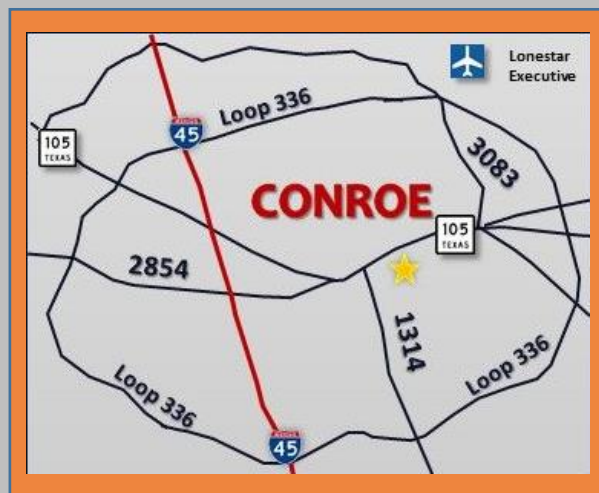 Lonestar
Executive
Loop 336
45
105
TEXAS
3083
CONROE
105
TEXAS
2854
1314
Loop 336
Loop 336
45